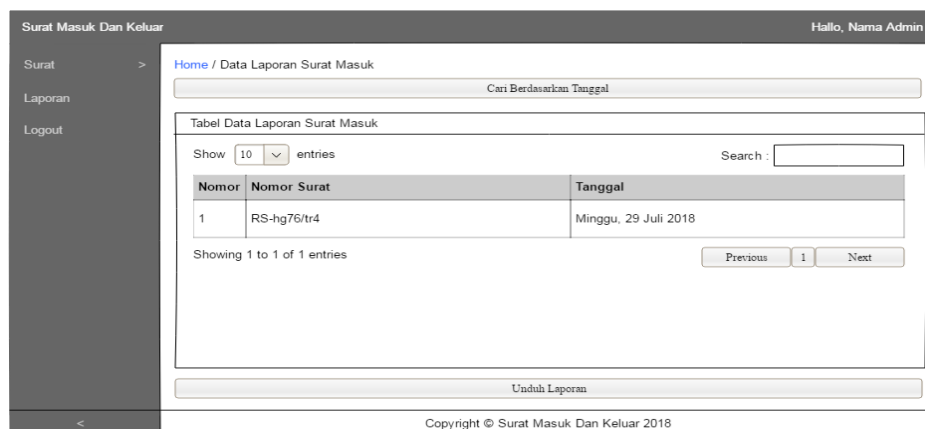 Surat Masuk Dan Keluar
Hallo, Nama Admin
Surat >
Laporan
Logout
Home / Data Laporan Surat Masuk
Cari Berdasarkan Tanggal
Tabel Data Laporan Surat Masuk
Show 10 entries
Search :
Nomor Nomor Surat Tanggal
1 RS-hg76/tr4 Minggu, 29 Juli 2018
Showing 1 to 1 of 1 entries
Previous 1 Next
Unduh Laporan
<
Copyright © Surat Masuk Dan Keluar 2018